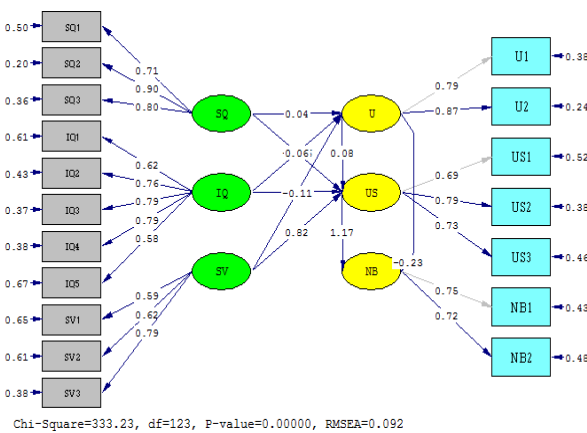 0.50 SQ1
0.20 SQ2
0.36 SQ3
0.61 IQ1
0.43 IQ2
0.37 IQ3
0.38 IQ4
0.67 IQ5
0.65 SV1
0.61 SV2
0.38 SV3
0.71
0.90
0.80
0.62
0.76
0.79
0.79
0.58
0.59
0.62
0.79
SQ
IQ
SV
0.04
-0.06
0.08
-0.11
0.82
1.17
-0.23
U
US
NB
0.79
0.87
0.69
0.79
0.73
0.75
0.72
U1 0.38
U2 0.24
US1 0.52
US2 0.38
US3 0.46
NB1 0.43
NB2 0.48
Chi-Square=333.23, df=123, P-value=0.00000, RMSEA=0.092